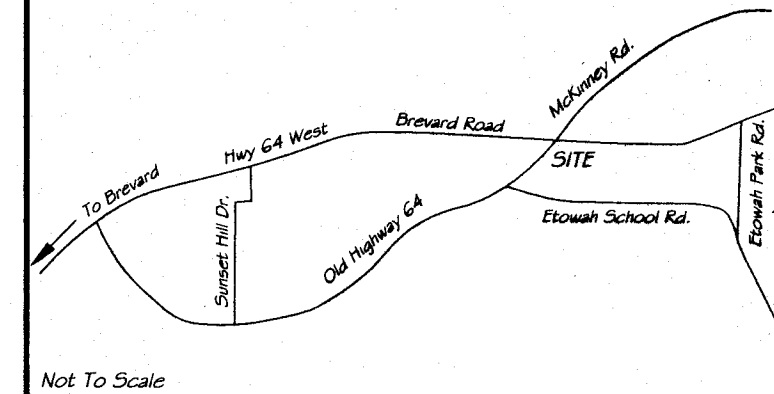 McKinney Rd.
Brevard Road
Hwy 64 West
SITE
Etowah Park Rd.
To Brevard
Etowah School Rd.
Sunset Hill Dr.
Old Highway 64
Not To Scale